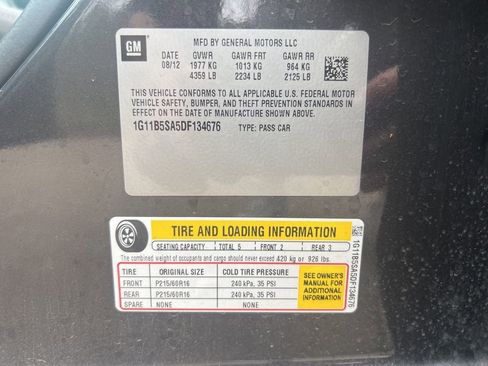 GM
MFD BY GENERAL MOTORS LLC
DATE GVWR GAWR FRT GAWR RR
08/12 1977 KG 1013 KG 964 KG
4359 LB 2234 LB 2125 LB
THIS VEHICLE CONFORMS TO ALL APPLICABLE U.S. FEDERAL MOTOR
VEHICLE SAFETY, BUMPER, AND THEFT PREVENTION STANDARDS IN
EFFECT ON THE DATE OF MANUFACTURE SHOWN ABOVE.
1G11B5SA5DF134676 TYPE: PASS CAR
TIRE AND LOADING INFORMATION
SEATING CAPACITY TOTAL 5 FRONT 2 REAR 3
The combined weight of occupants and cargo should never exceed 420 kg or 926 lbs.
TIRE ORIGINAL SIZE COLD TIRE PRESSURE
FRONT P215/60R16 240 kPa, 35 PSI
REAR P215/60R16 240 kPa, 35 PSI
SPARE NONE NONE
SEE OWNER'S
MANUAL FOR
ADDITIONAL
INFORMATION
1G11B5SA5DF134676